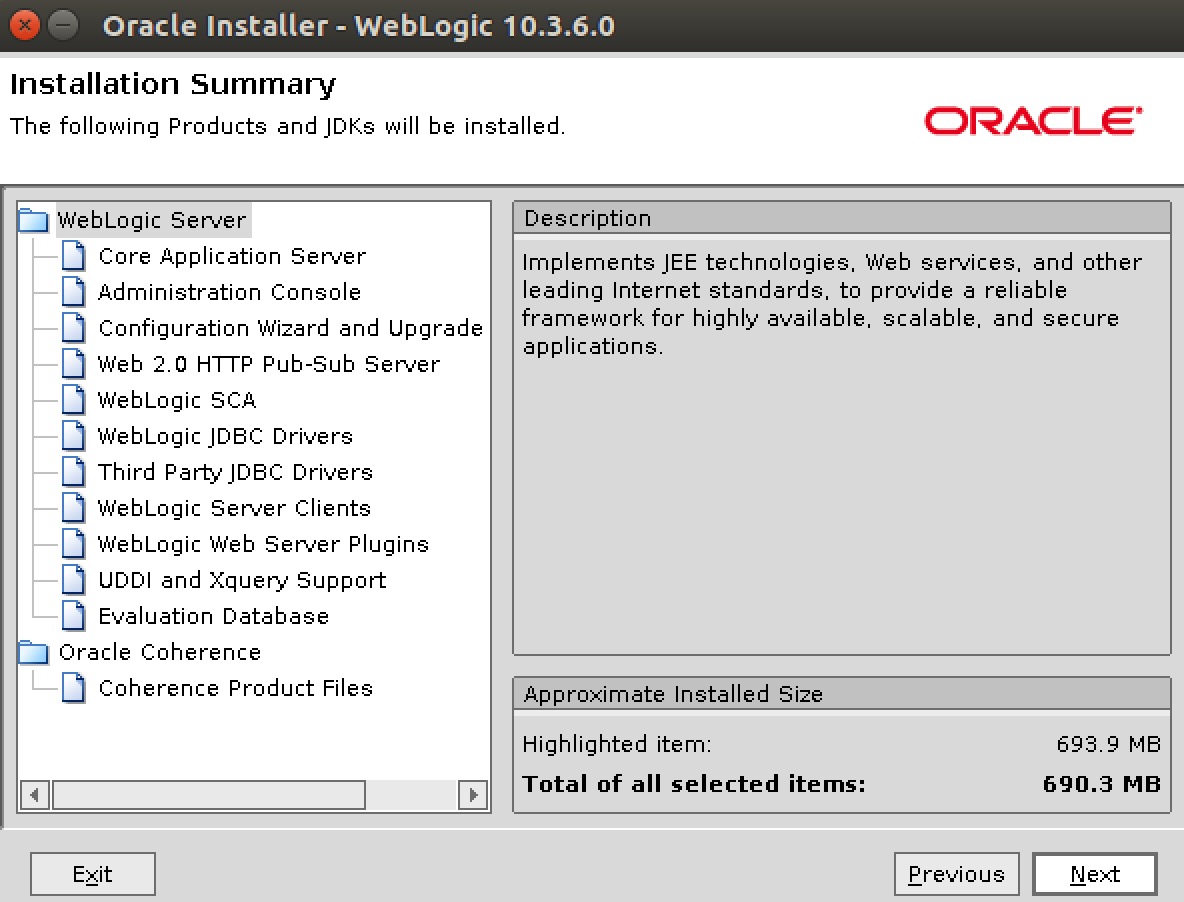 Oracle Installer - WebLogic 10.3.6.0
Installation Summary
The following Products and JDKs will be installed.
ORACLE
WebLogic Server
Core Application Server
Administration Console
Configuration Wizard and Upgrade
Web 2.0 HTTP Pub-Sub Server
WebLogic SCA
WebLogic JDBC Drivers
Third Party JDBC Drivers
WebLogic Server Clients
WebLogic Web Server Plugins
UDDI and Xquery Support
Evaluation Database
Oracle Coherence
Coherence Product Files
Description
Implements JEE technologies, Web services, and other
leading Internet standards, to provide a reliable
framework for highly available, scalable, and secure
applications.
Approximate Installed Size
Highlighted item: 693.9 MB
Total of all selected items: 690.3 MB
Exit
Previous
Next